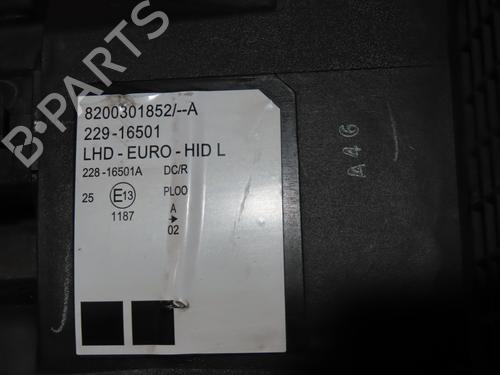 B-PARTS
8200301852/--A
229-16501
LHD - EURO - HID L
228-16501A DC/R
25 E13 PLOO
1187 A
02
A46